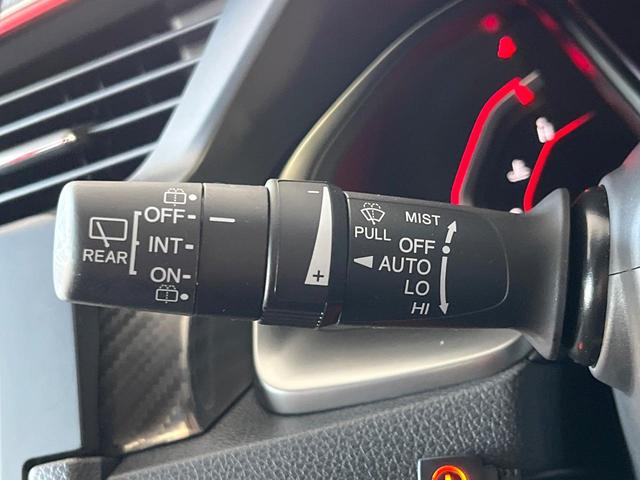 OFF
INT
ON
REAR
−
+
PULL
MIST
OFF
AUTO
LO
HI